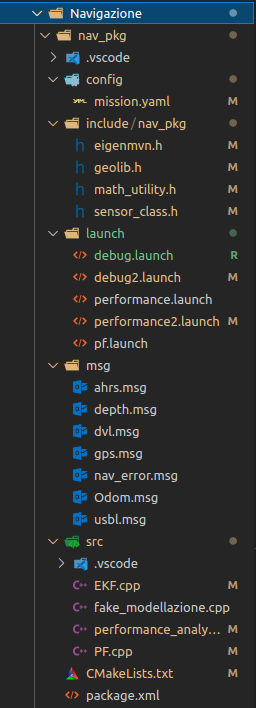 Navigazione
nav_pkg
.vscode
config
mission.yaml M
include/nav_pkg
eigenmvn.h M
geolib.h M
math_utility.h M
sensor_class.h M
launch
debug.launch R
debug2.launch M
performance.launch
performance2.launch M
pf.launch
msg
ahrs.msg
depth.msg
dvl.msg
gps.msg
nav_error.msg
Odom.msg
usbl.msg
src
.vscode
EKF.cpp M
fake_modellazione.cpp
performance_analy... M
PF.cpp M
CMakeLists.txt M
package.xml